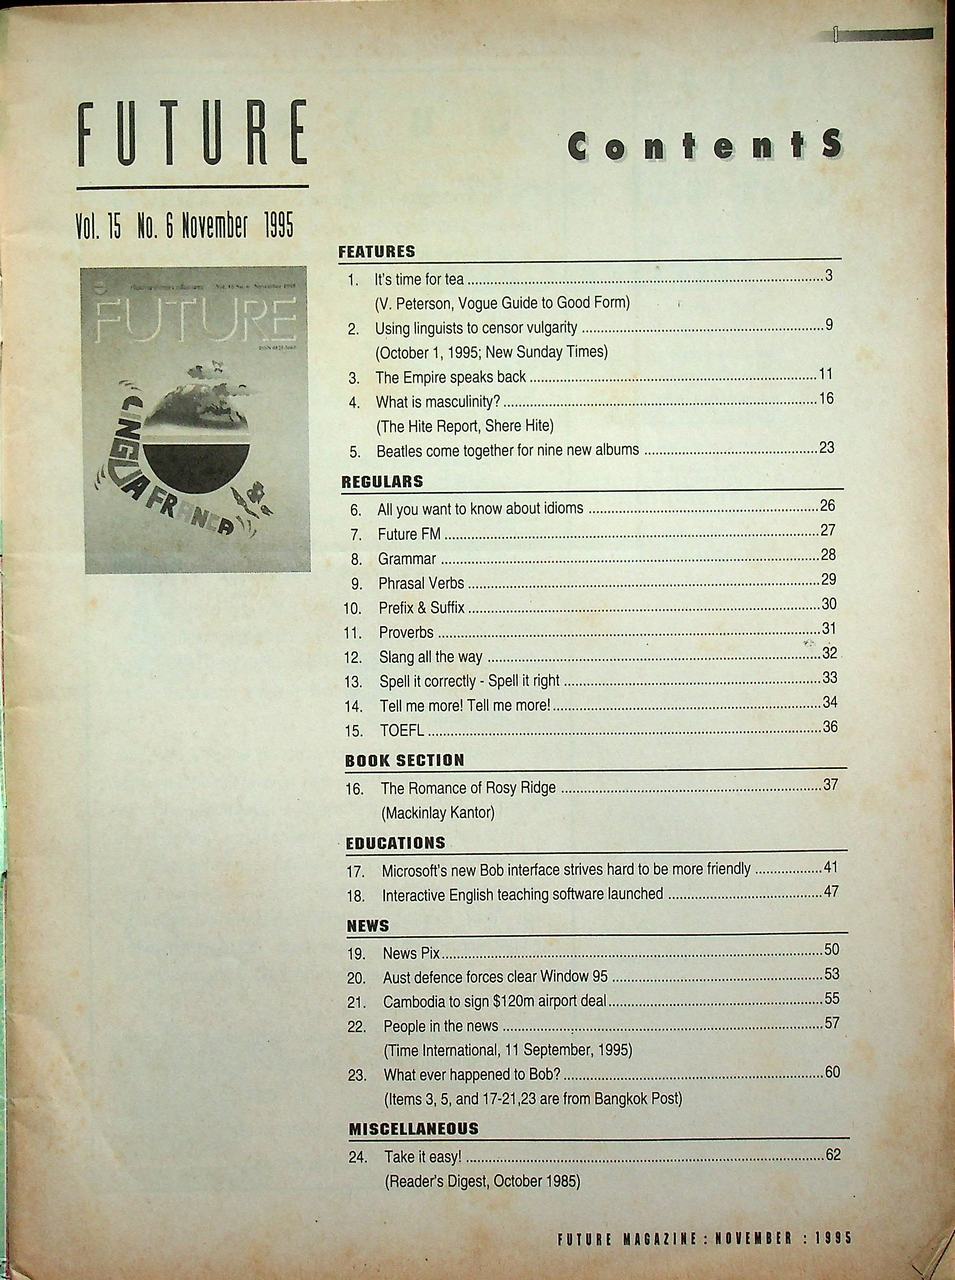 FUTURE
Contents
Vol. 15 No. 6 November 1995
FUTURE
LINGUA FRANCA
FEATURES
1. It's time for tea ........ 3
(V. Peterson, Vogue Guide to Good Form)
2. Using linguists to censor vulgarity ........ 9
(October 1, 1995; New Sunday Times)
3. The Empire speaks back ........ 11
4. What is masculinity? ........ 16
(The Hite Report, Shere Hite)
5. Beatles come together for nine new albums ........ 23
REGULARS
6. All you want to know about idioms ........ 26
7. Future FM ........ 27
8. Grammar ........ 28
9. Phrasal Verbs ........ 29
10. Prefix & Suffix ........ 30
11. Proverbs ........ 31
12. Slang all the way ........ 32
13. Spell it correctly - Spell it right ........ 33
14. Tell me more! Tell me more! ........ 34
15. TOEFL ........ 36
BOOK SECTION
16. The Romance of Rosy Ridge ........ 37
(Mackinlay Kantor)
EDUCATIONS
17. Microsoft's new Bob interface strives hard to be more friendly ........ 41
18. Interactive English teaching software launched ........ 47
NEWS
19. News Pix ........ 50
20. Aust defence forces clear Window 95 ........ 53
21. Cambodia to sign $120m airport deal ........ 55
22. People in the news ........ 57
(Time International, 11 September, 1995)
23. What ever happened to Bob? ........ 60
(Items 3, 5, and 17-21,23 are from Bangkok Post)
MISCELLANEOUS
24. Take it easy! ........ 62
(Reader's Digest, October 1985)
FUTURE MAGAZINE : NOVEMBER : 1995